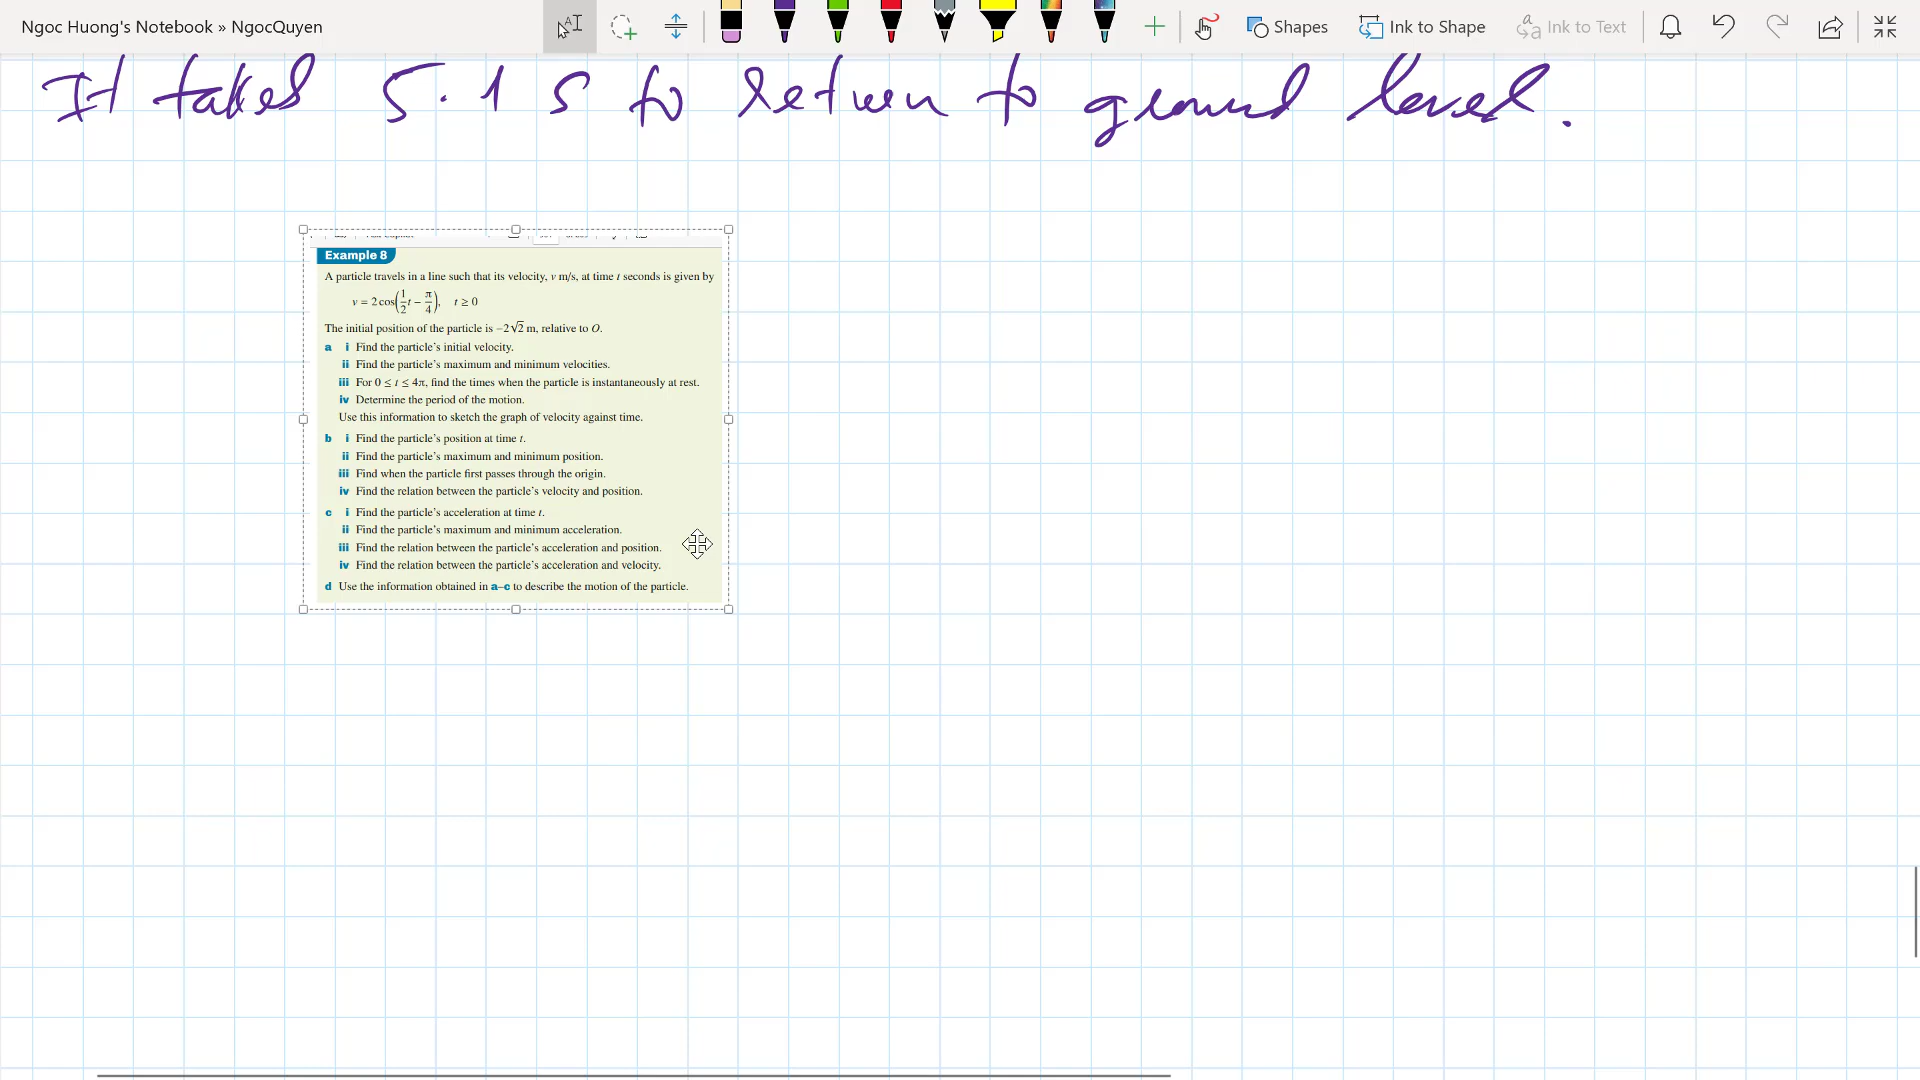 Ngoc Huong's Notebook » NgocQuyen
Shapes
Ink to Shape
Ink to Text
It takes 5.1 s to return to ground level.
Example 8
A particle travels in a line such that its velocity, v m/s, at time t seconds is given by
v = 2 cos(1/2 t − π/4), t ≥ 0
The initial position of the particle is −2√2 m, relative to O.
a i Find the particle's initial velocity.
ii Find the particle's maximum and minimum velocities.
iii For 0 ≤ t ≤ 4π, find the times when the particle is instantaneously at rest.
iv Determine the period of the motion.
Use this information to sketch the graph of velocity against time.
b i Find the particle's position at time t.
ii Find the particle's maximum and minimum position.
iii Find when the particle first passes through the origin.
iv Find the relation between the particle's velocity and position.
c i Find the particle's acceleration at time t.
ii Find the particle's maximum and minimum acceleration.
iii Find the relation between the particle's acceleration and position.
iv Find the relation between the particle's acceleration and velocity.
d Use the information obtained in a–c to describe the motion of the particle.